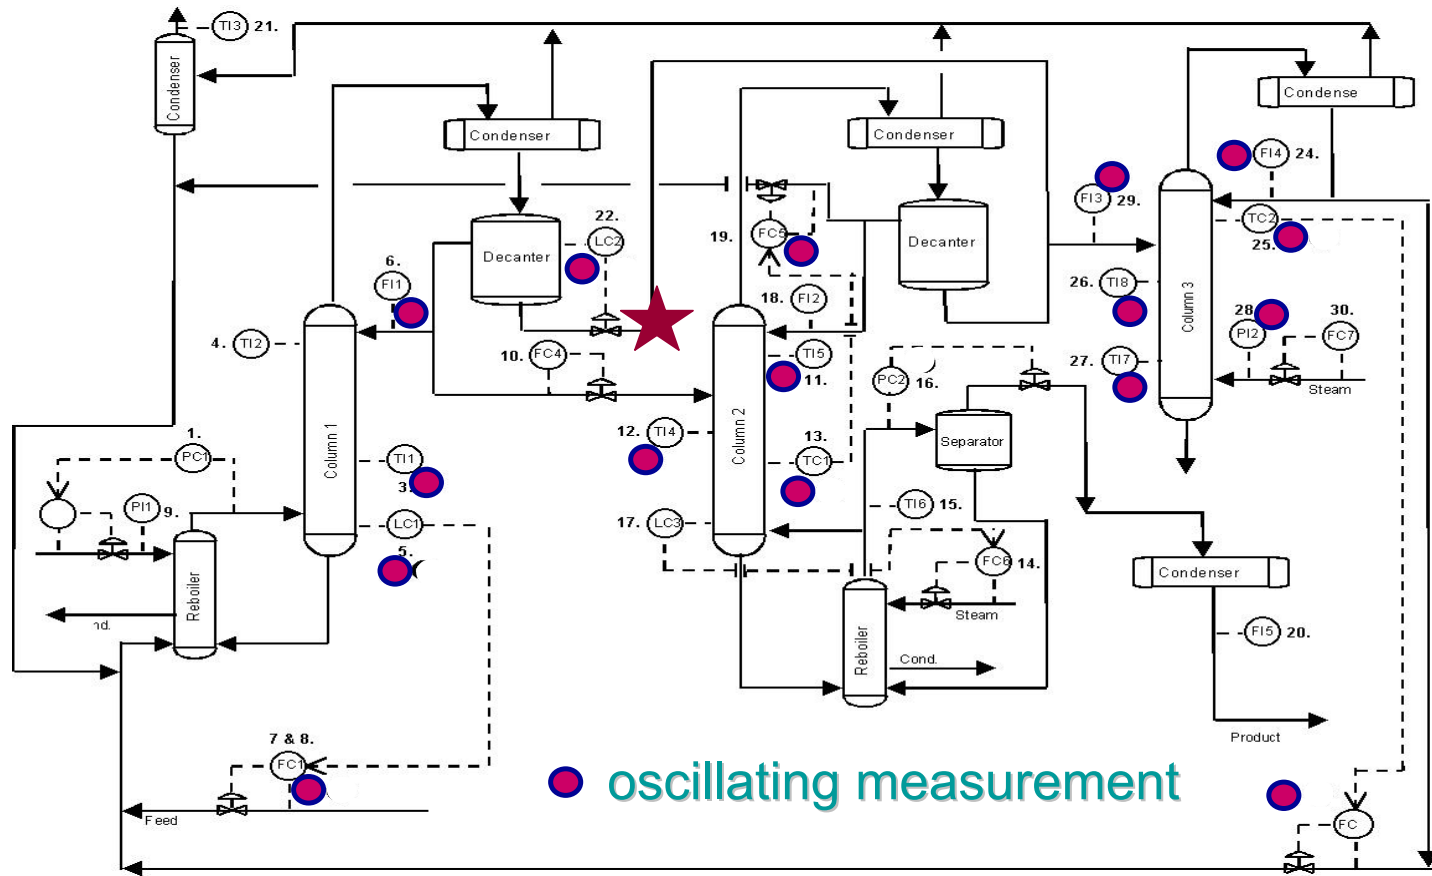 TI3 21.
Condenser
Condenser
Condenser
Condense
FI4 24.
FI3 29.
TC2
25.
22.
LC2
Decanter
19. FC5
Decanter
6.
FI1
26. TI8
18. FI2
Column 3
28
PI2
30.
FC7
Steam
4. TI2
10. FC4
TI5
11.
PC2 16.
27. TI7
Column 1
Column 2
1.
PC1
12. TI4
13.
TC1
Separator
TI1
3.
PI1 9.
LC1
5.
17. LC3
TI6 15.
FC6 14.
Steam
Condenser
Reboiler
nd.
Reboiler
Cond.
FI5 20.
Product
7 & 8.
FC1
Feed
oscillating measurement
FC